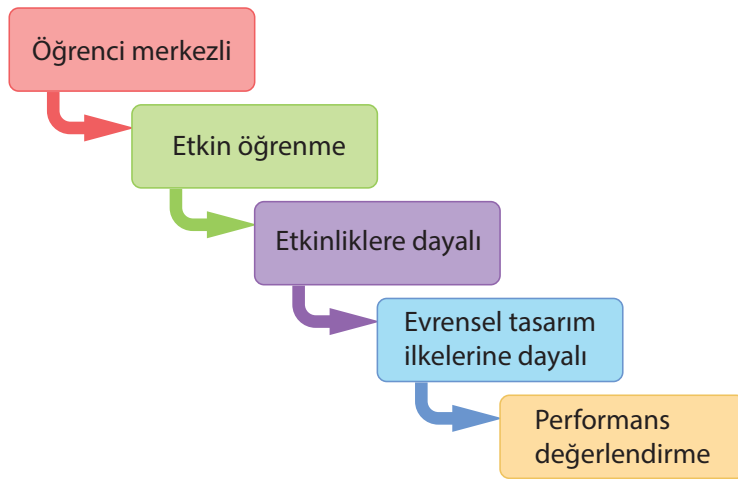 Öğrenci merkezli
Etkin öğrenme
Etkinliklere dayalı
Evrensel tasarım
ilkelerine dayalı
Performans
değerlendirme